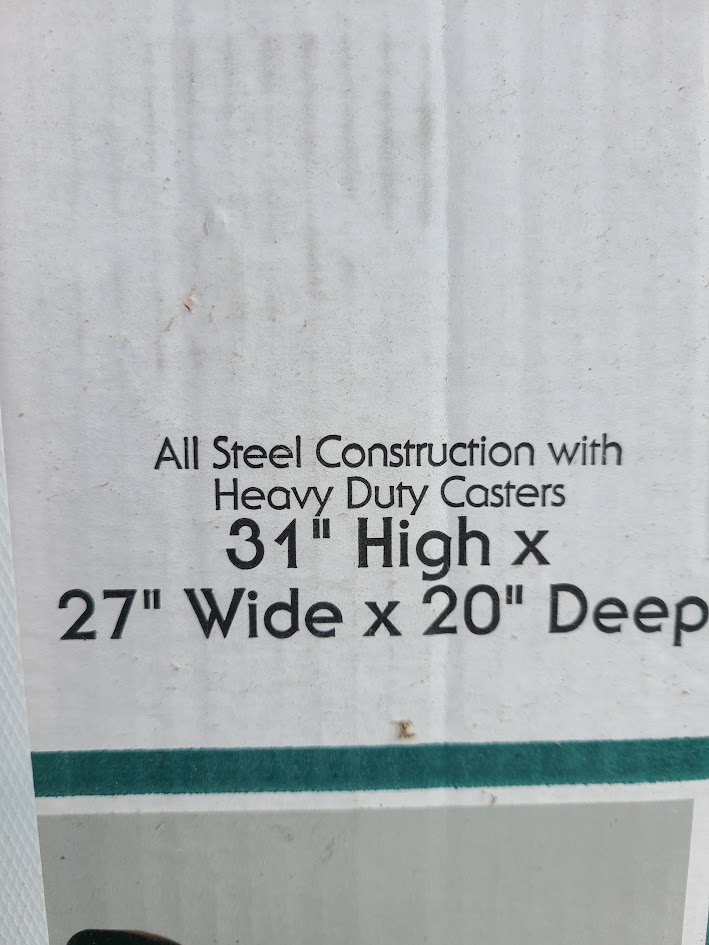 All Steel Construction with
Heavy Duty Casters
31" High x
27" Wide x 20" Deep